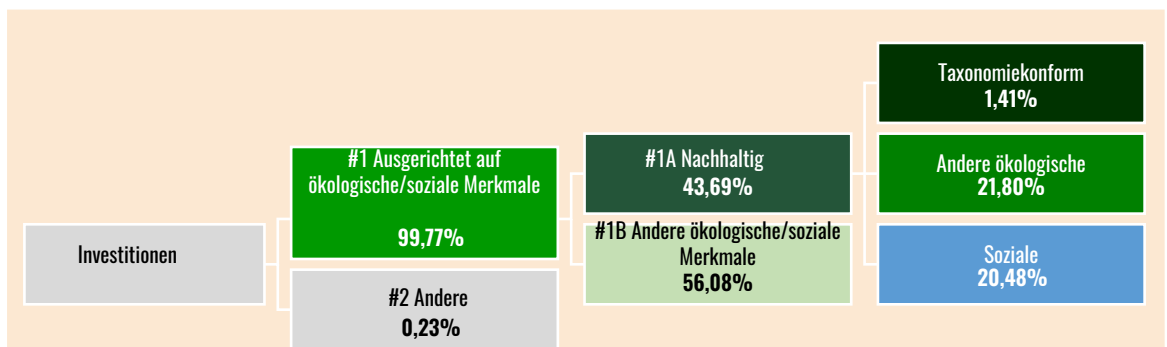 Taxonomiekonform
1,41%
#1 Ausgerichtet auf
ökologische/soziale Merkmale
99,77%
#1A Nachhaltig
43,69%
Andere ökologische
21,80%
Investitionen
#1B Andere ökologische/soziale
Merkmale
56,08%
Soziale
20,48%
#2 Andere
0,23%